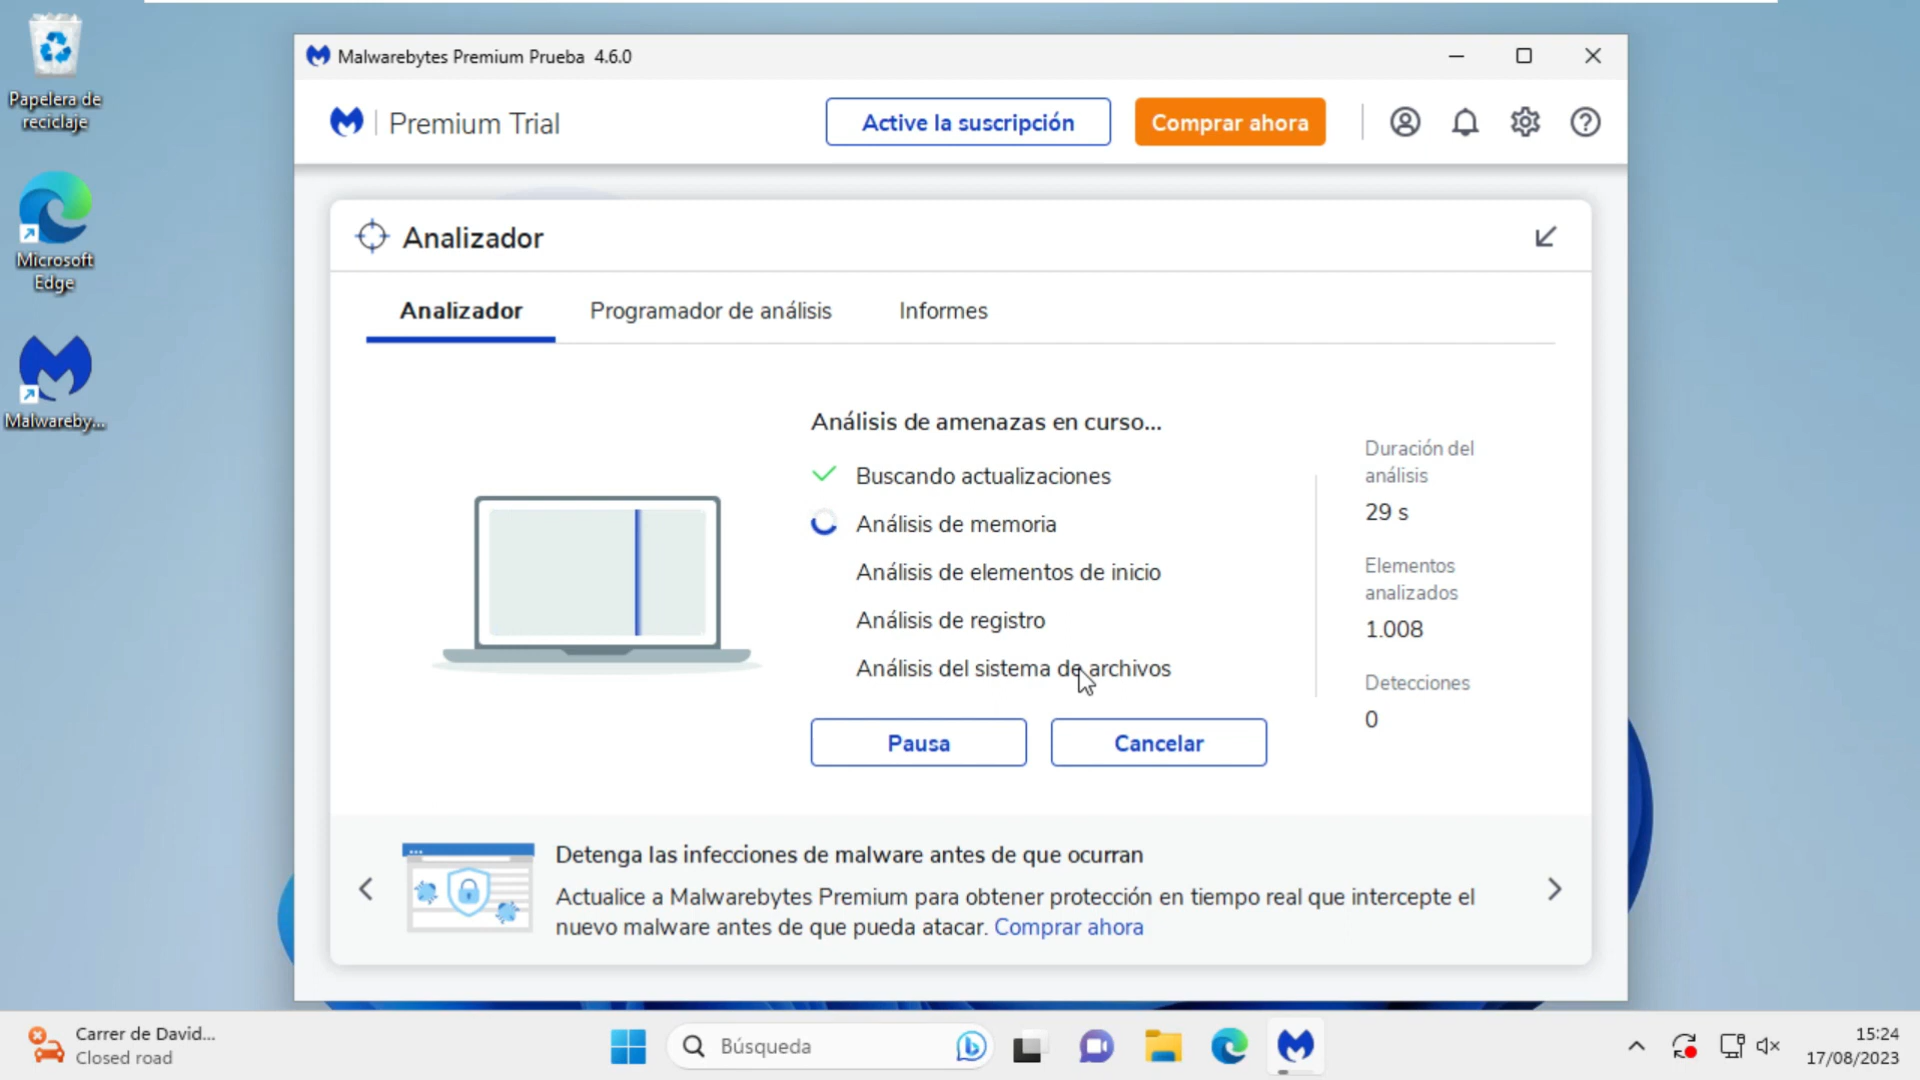 Papelera de
reciclaje
Microsoft
Edge
Malwareby...
Malwarebytes Premium Prueba 4.6.0
Premium Trial
Active la suscripción
Comprar ahora
Analizador
Analizador
Programador de análisis
Informes
Análisis de amenazas en curso...
Buscando actualizaciones
Análisis de memoria
Análisis de elementos de inicio
Análisis de registro
Análisis del sistema de archivos
Pausa
Cancelar
Duración del
análisis
29 s
Elementos
analizados
1.008
Detecciones
0
Detenga las infecciones de malware antes de que ocurran
Actualice a Malwarebytes Premium para obtener protección en tiempo real que intercepte el
nuevo malware antes de que pueda atacar. Comprar ahora
Carrer de David...
Closed road
Búsqueda
15:24
17/08/2023